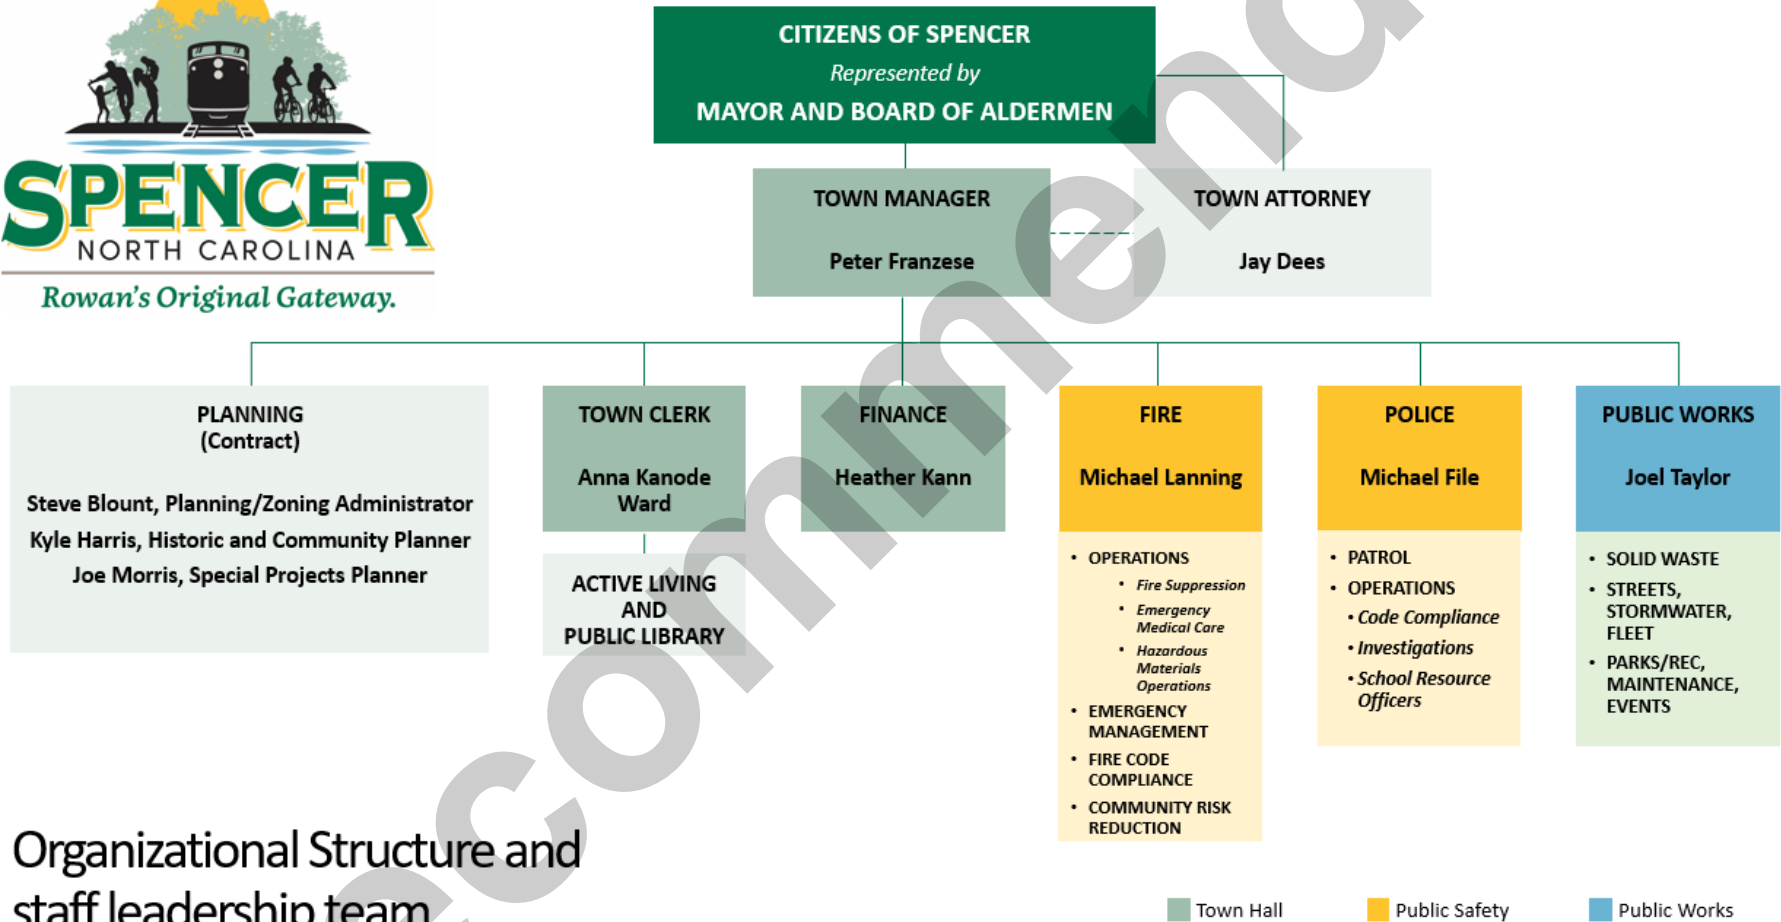 SPENCER
NORTH CAROLINA
Rowan's Original Gateway.
CITIZENS OF SPENCER
Represented by
MAYOR AND BOARD OF ALDERMEN
TOWN MANAGER
Peter Franzese
TOWN ATTORNEY
Jay Dees
PLANNING
(Contract)
Steve Blount, Planning/Zoning Administrator
Kyle Harris, Historic and Community Planner
Joe Morris, Special Projects Planner
TOWN CLERK
Anna Kanode
Ward
ACTIVE LIVING
AND
PUBLIC LIBRARY
FINANCE
Heather Kann
FIRE
Michael Lanning
• OPERATIONS
• Fire Suppression
• Emergency
Medical Care
• Hazardous
Materials
Operations
• EMERGENCY
MANAGEMENT
• FIRE CODE
COMPLIANCE
• COMMUNITY RISK
REDUCTION
POLICE
Michael File
• PATROL
• OPERATIONS
• Code Compliance
• Investigations
• School Resource
Officers
PUBLIC WORKS
Joel Taylor
• SOLID WASTE
• STREETS,
STORMWATER,
FLEET
• PARKS/REC,
MAINTENANCE,
EVENTS
Organizational Structure and
staff leadership team
Town Hall
Public Safety
Public Works
ecommend